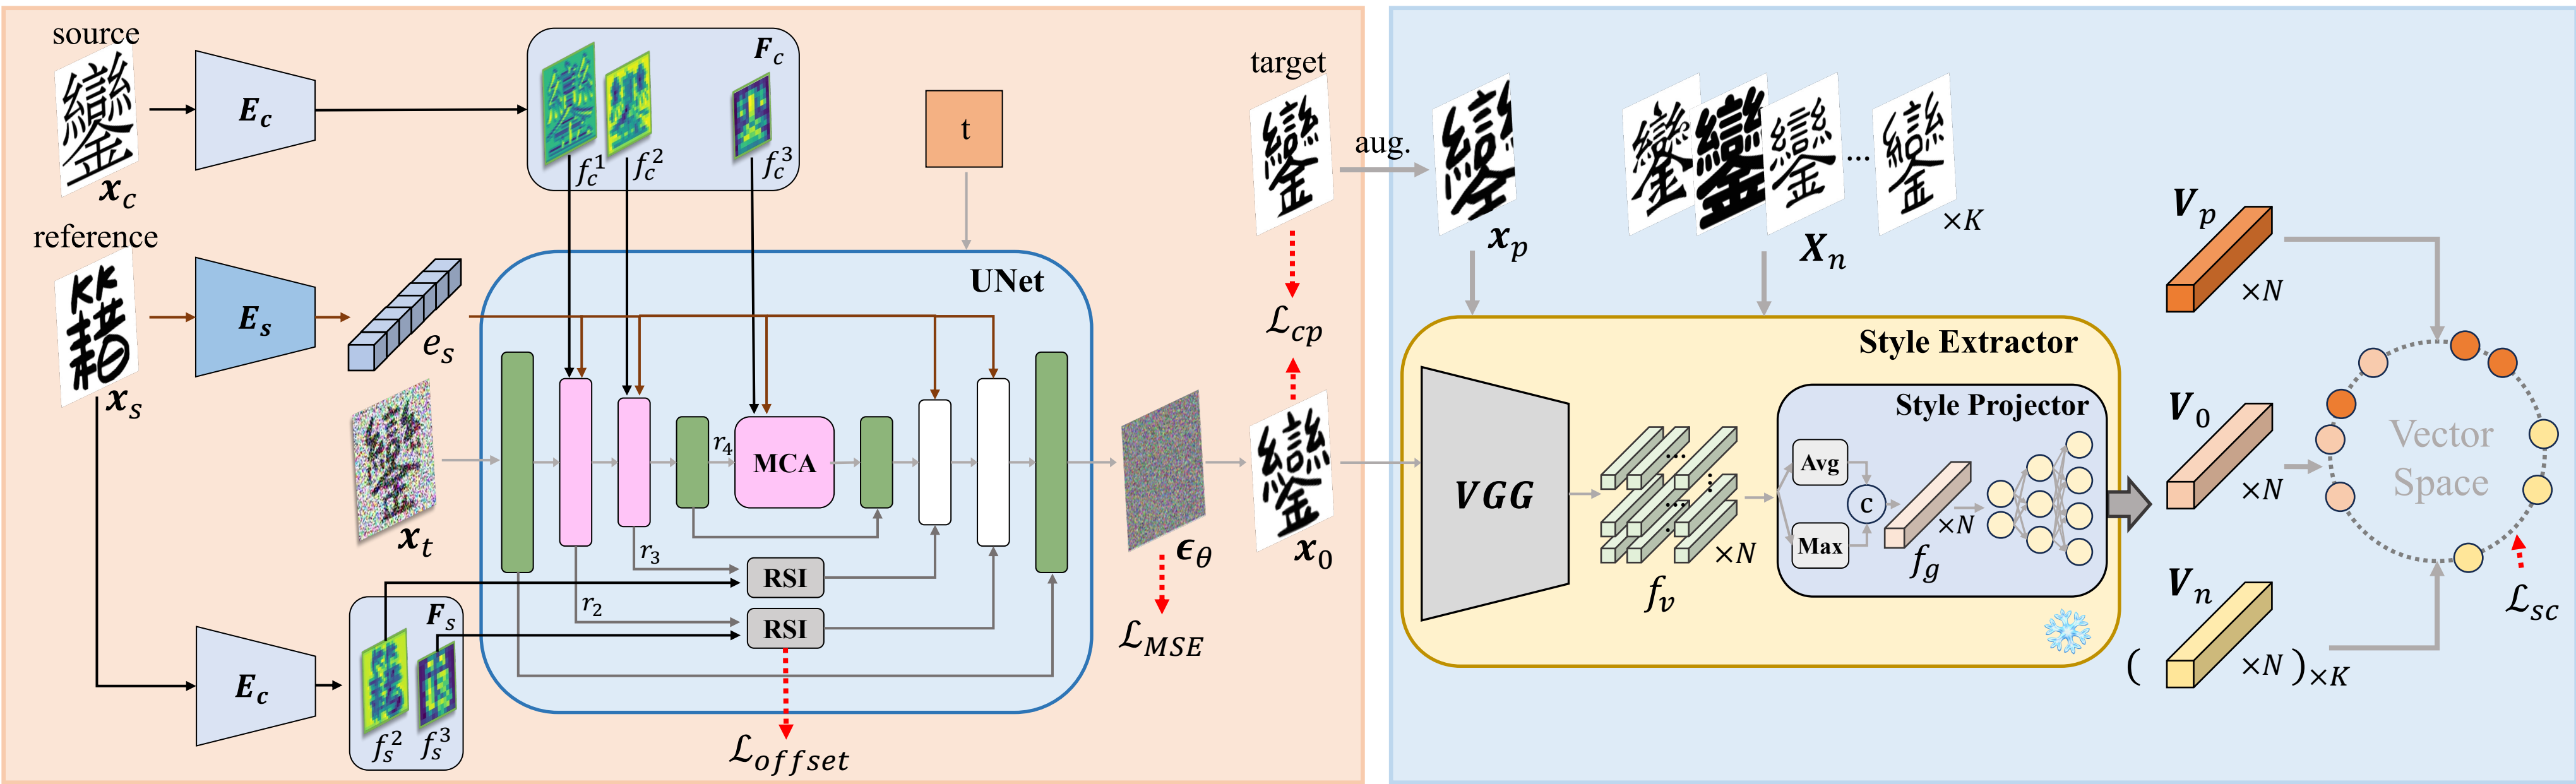 source
鑾
x_c
E_c
F_c
f_c^1
f_c^2
f_c^3
t
reference
x_s
E_s
e_s
x_t
E_c
F_s
f_s^2
f_s^3
UNet
r_4
MCA
r_3
RSI
r_2
RSI
ℒ_offset
ϵ_θ
ℒ_MSE
target
ℒ_cp
x_0
aug.
x_p
...
×K
X_n
Style Extractor
VGG
...
...
f_v
×N
Style Projector
Avg
Max
C
f_g
×N
V_p
×N
V_0
×N
V_n
( ×N )×K
Vector
Space
ℒ_sc